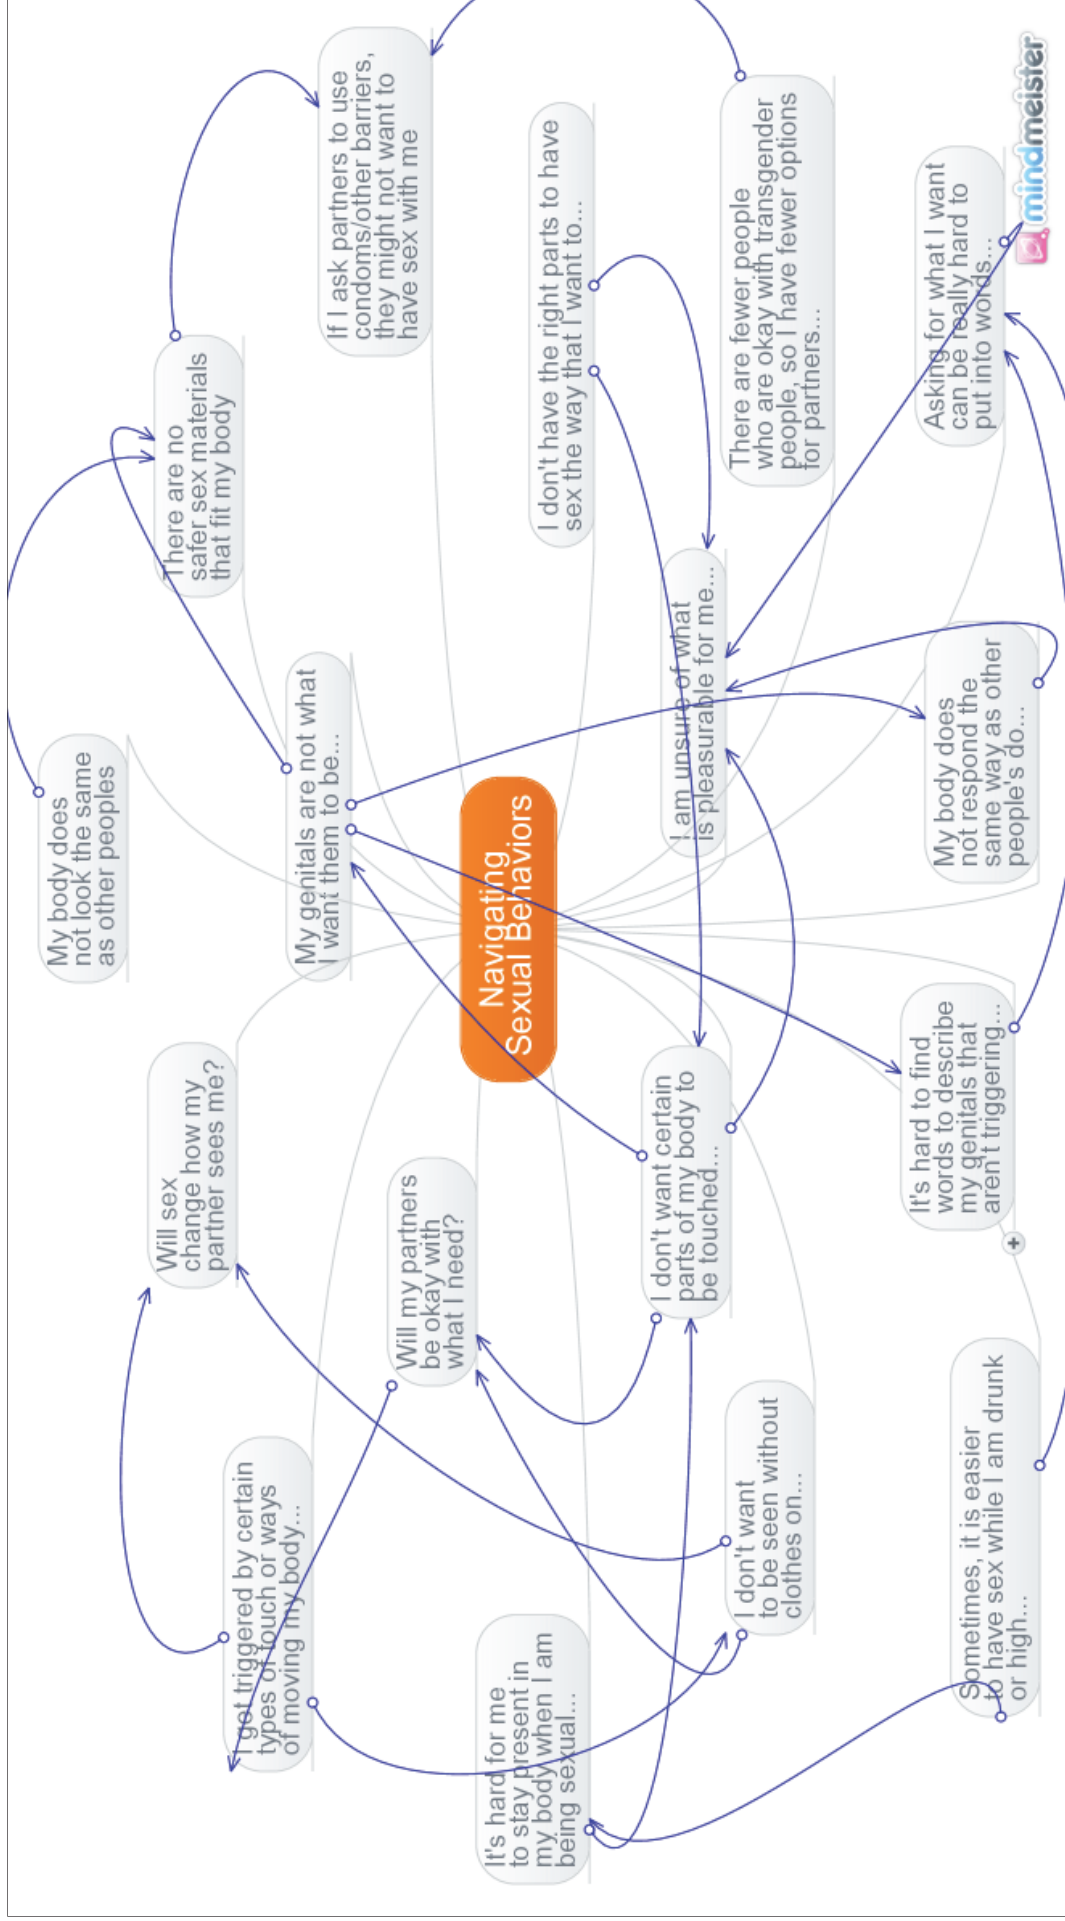 My body does
not look the same
as other peoples
There are no
safer sex materials
that fit my body
If I ask partners to use
condoms/other barriers,
they might not want to
have sex with me
My genitals are not what
I want them to be...
I don't have the right parts to have
sex the way that I want to...
There are fewer people
who are okay with transgender
people, so I have fewer options
for partners...
I am unsure of what
is pleasurable for me...
Asking for what I want
can be really hard to
put into words...
My body does
not respond the
same way as other
people's do...
Navigating
Sexual Behaviors
Will sex
change how my
partner sees me?
Will my partners
be okay with
what I need?
I don't want certain
parts of my body to
be touched...
It's hard to find
words to describe
my genitals that
aren't triggering...
I get triggered by certain
types of touch or ways
of moving my body...
It's hard for me
to stay present in
my body when I am
being sexual...
I don't want
to be seen without
clothes on...
Sometimes, it is easier
to have sex while I am drunk
or high...
mindmeister